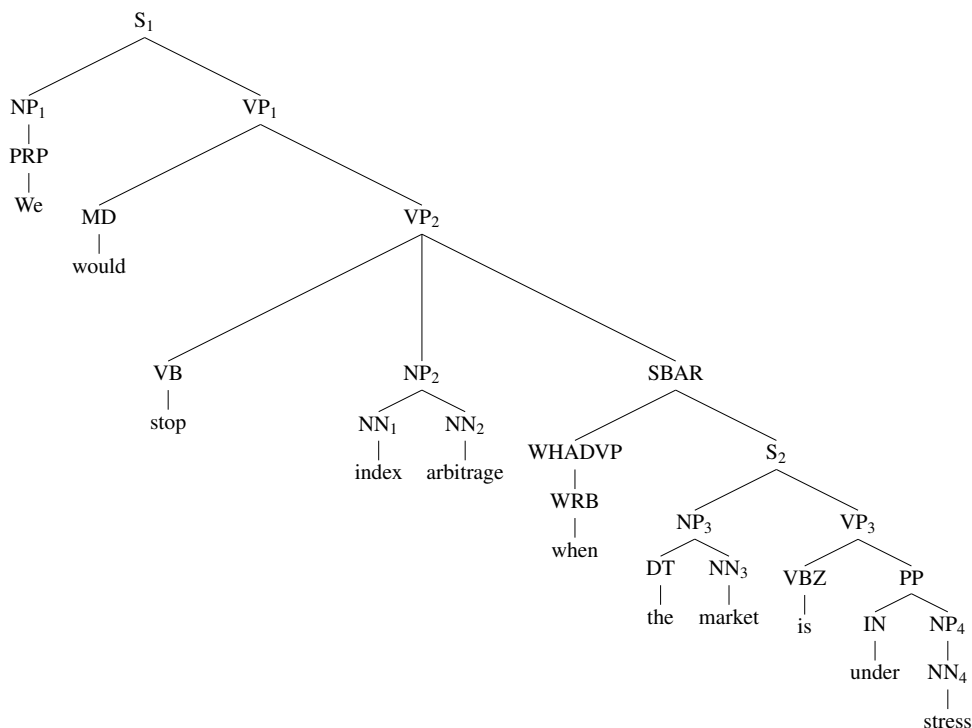 S₁
NP₁ VP₁
PRP
We MD VP₂
would
VB NP₂ SBAR
stop NN₁ NN₂ WHADVP S₂
index arbitrage WRB
when NP₃ VP₃
DT NN₃ VBZ PP
the market is IN NP₄
under NN₄
stress